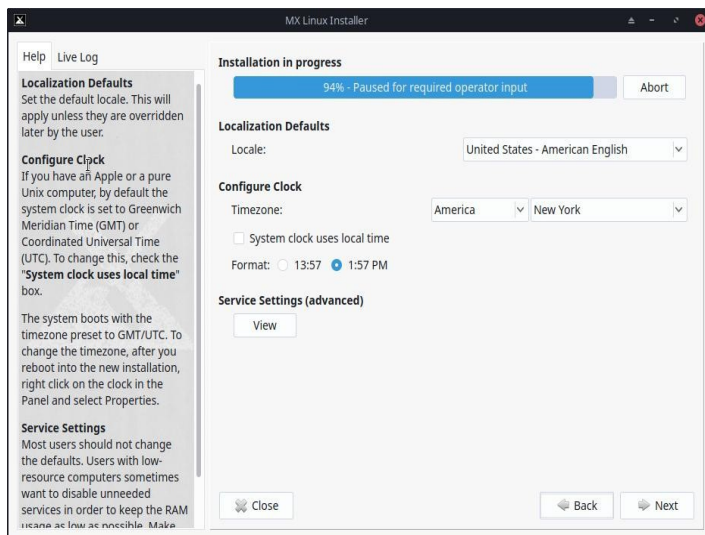 MX Linux Installer
Help
Live Log
Localization Defaults
Set the default locale. This will
apply unless they are overridden
later by the user.
Configure Clock
If you have an Apple or a pure
Unix computer, by default the
system clock is set to Greenwich
Meridian Time (GMT) or
Coordinated Universal Time
(UTC). To change this, check the
"System clock uses local time"
box.
The system boots with the
timezone preset to GMT/UTC. To
change the timezone, after you
reboot into the new installation,
right click on the clock in the
Panel and select Properties.
Service Settings
Most users should not change
the defaults. Users with low-
resource computers sometimes
want to disable unneeded
services in order to keep the RAM
usage as low as possible. Make
Installation in progress
94% - Paused for required operator input
Abort
Localization Defaults
Locale: United States - American English
Configure Clock
Timezone: America New York
System clock uses local time
Format: 13:57 1:57 PM
Service Settings (advanced)
View
Close
Back
Next